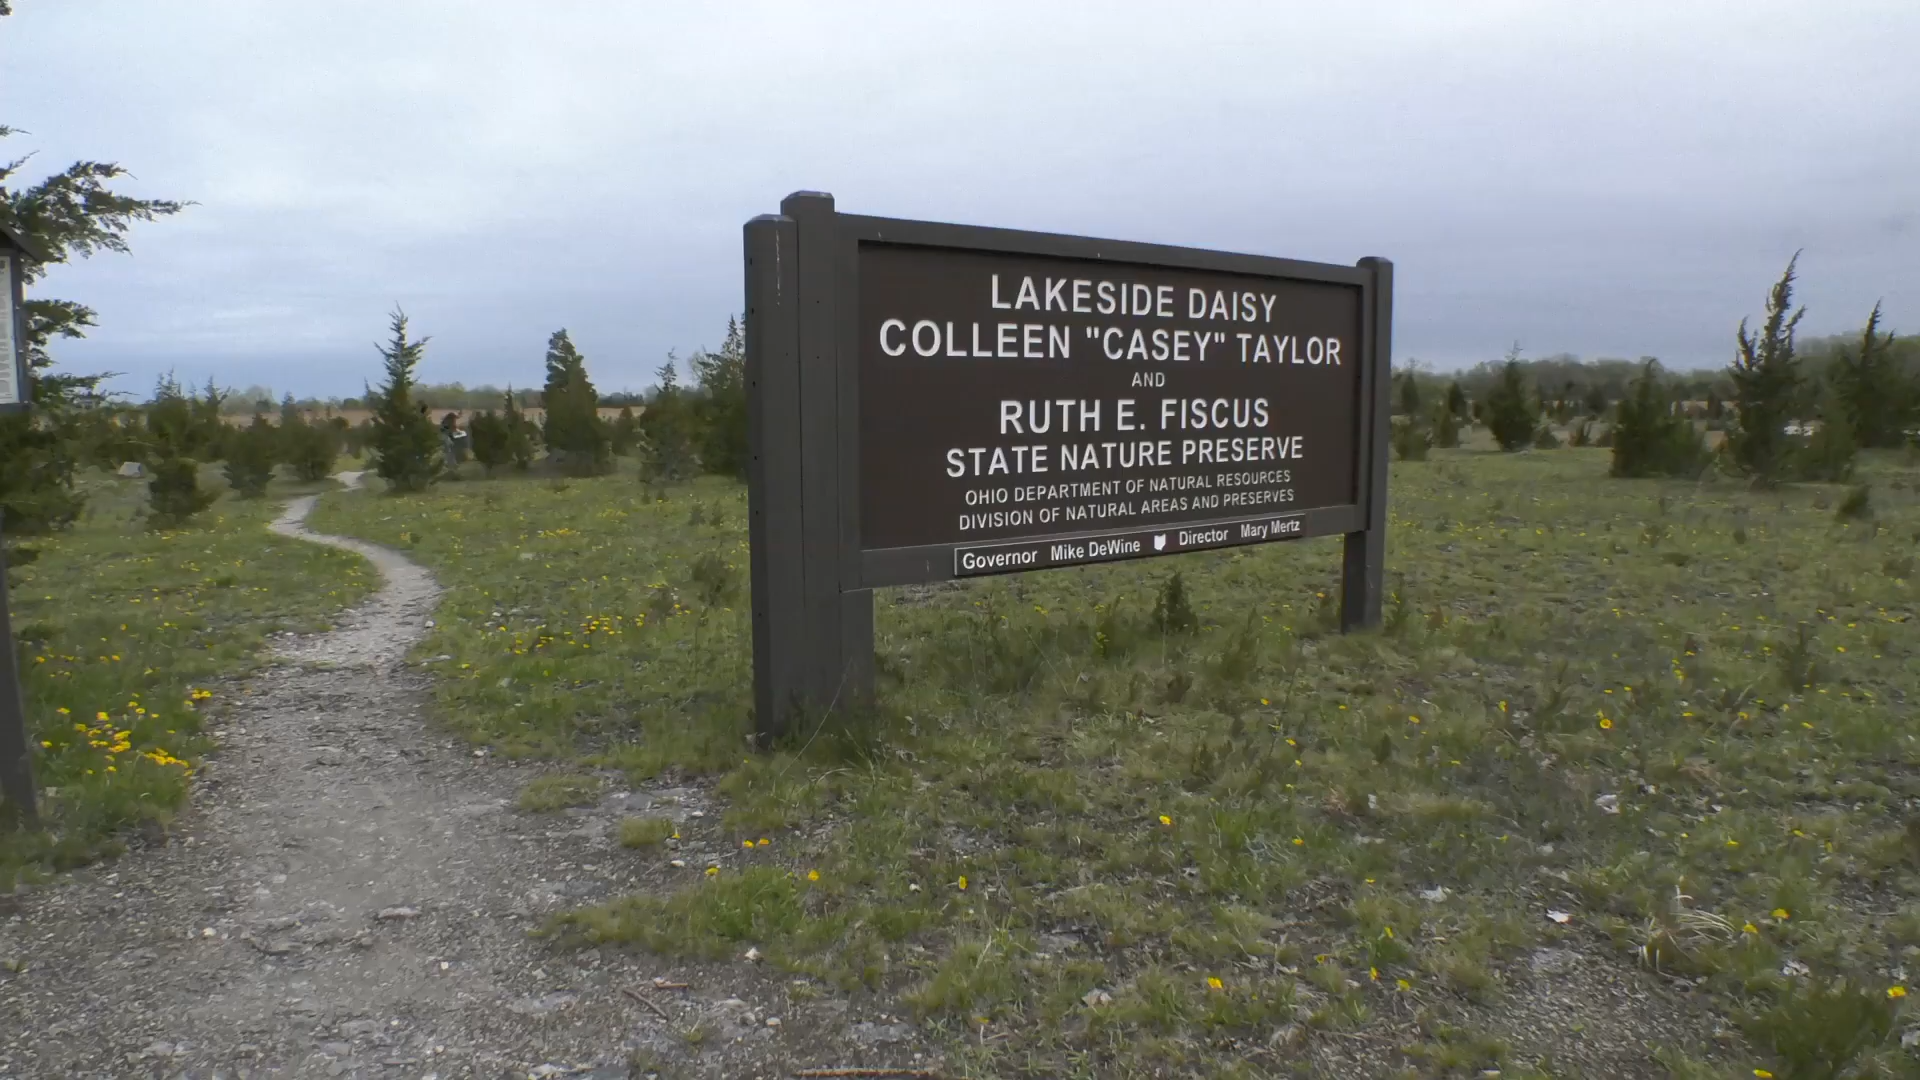 LAKESIDE DAISY
COLLEEN "CASEY" TAYLOR
AND
RUTH E. FISCUS
STATE NATURE PRESERVE
OHIO DEPARTMENT OF NATURAL RESOURCES
DIVISION OF NATURAL AREAS AND PRESERVES
Governor Mike DeWine Director Mary Mertz